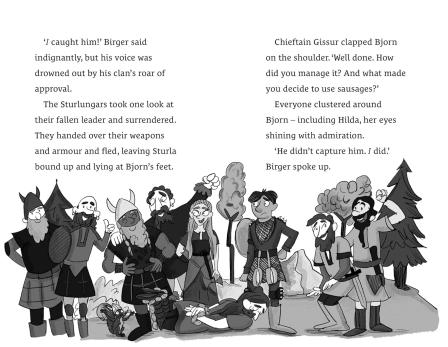 ‘I caught him!’ Birger said
indignantly, but his voice was
drowned out by his clan’s roar of
approval.
The Sturlungars took one look at
their fallen leader and surrendered.
They handed over their weapons
and armour and fled, leaving Sturla
bound up and lying at Bjorn’s feet.
Chieftain Gissur clapped Bjorn
on the shoulder. ‘Well done. How
did you manage it? And what made
you decide to use sausages?’
Everyone clustered around
Bjorn – including Hilda, her eyes
shining with admiration.
‘He didn’t capture him. I did.’
Birger spoke up.